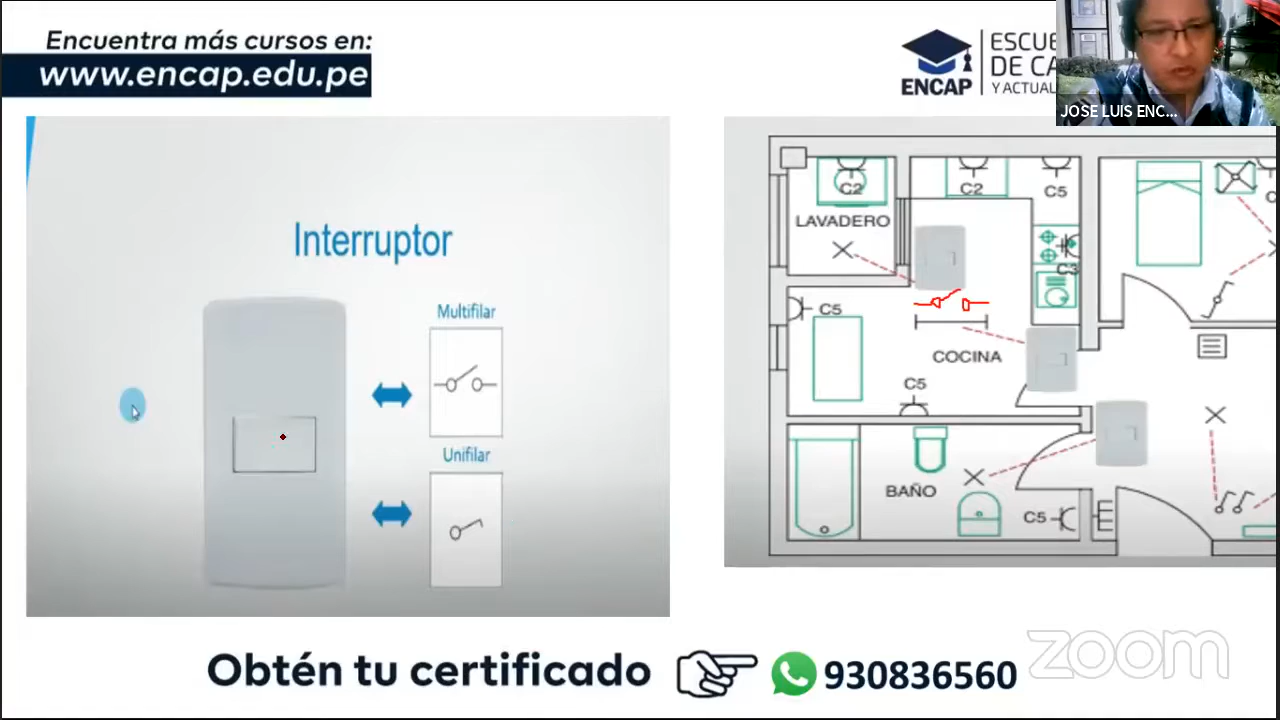 Encuentra más cursos en:
www.encap.edu.pe
ENCAP
ESCUE
DE CA
Y ACTUAL
JOSE LUIS ENC...
Interruptor
Multifilar
Unifilar
C2
C2
C5
LAVADERO
C3
C5
COCINA
C5
BAÑO
C5
Obtén tu certificado
930836560
zoom